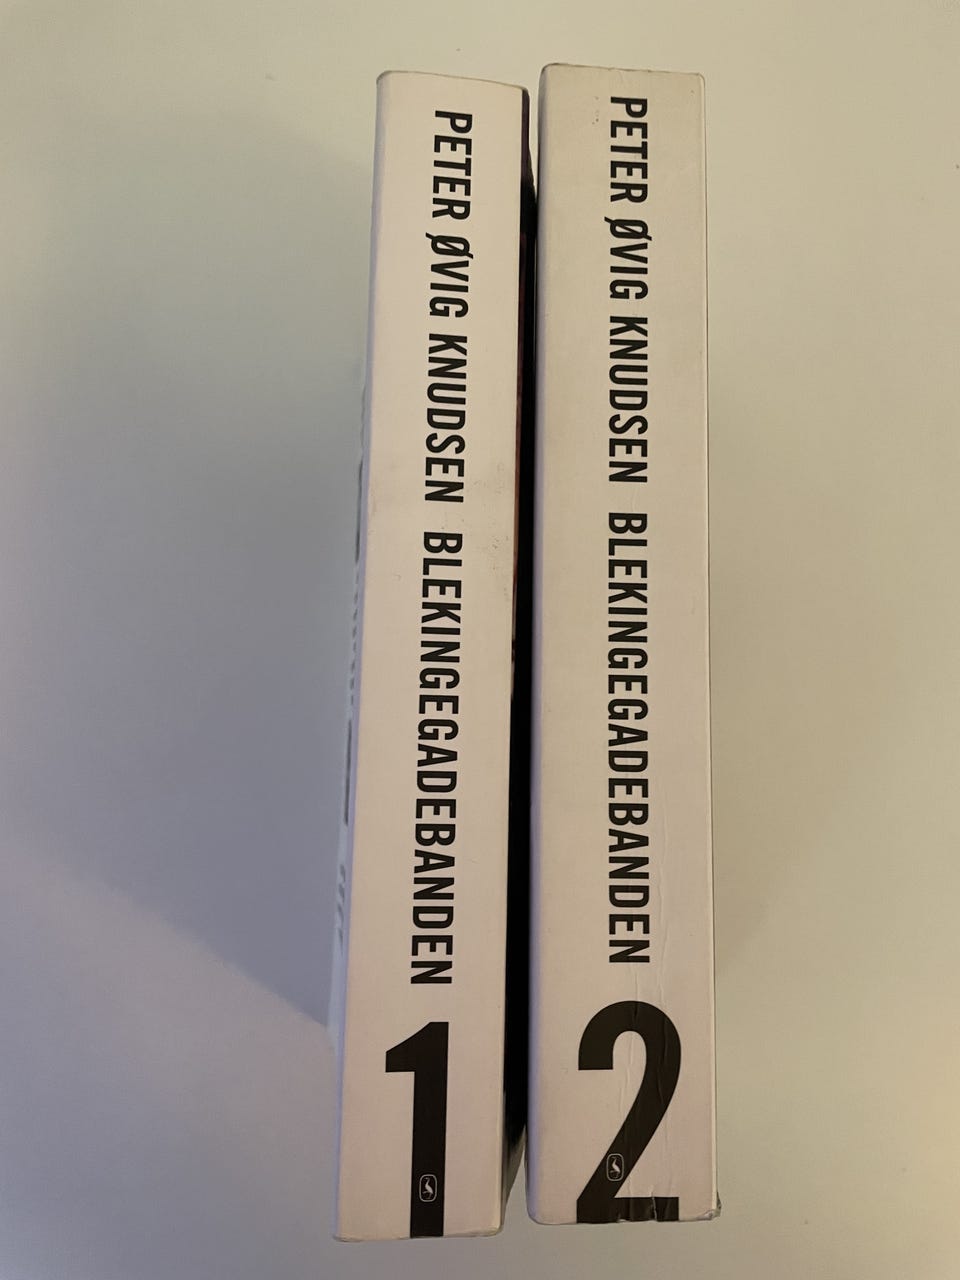 PETER ØVIG KNUDSEN BLEKINGEGADEBANDEN 1
PETER ØVIG KNUDSEN BLEKINGEGADEBANDEN 2